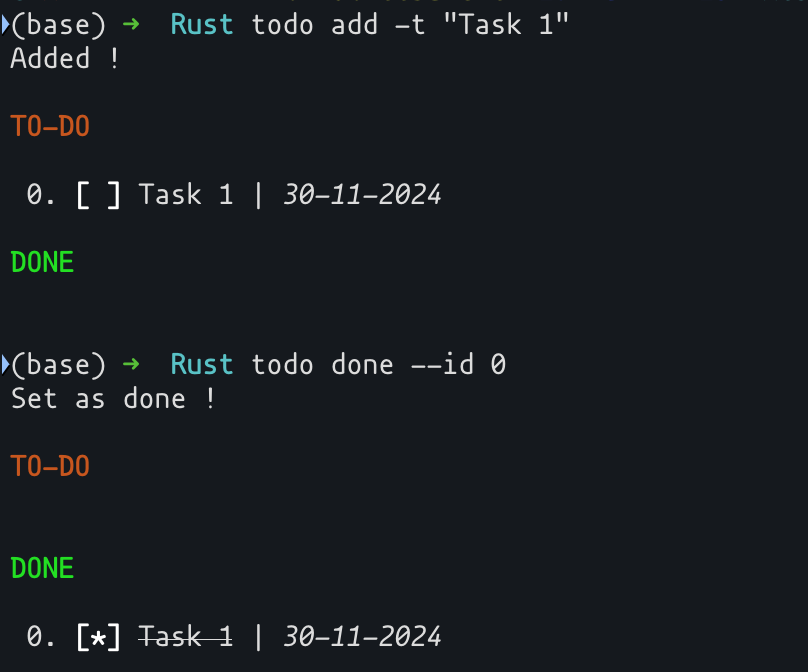 (base) ➜ Rust todo add -t "Task 1"
Added !
TO-DO
0. [ ] Task 1 | 30-11-2024
DONE
(base) ➜ Rust todo done --id 0
Set as done !
TO-DO
DONE
0. [*] Task 1 | 30-11-2024